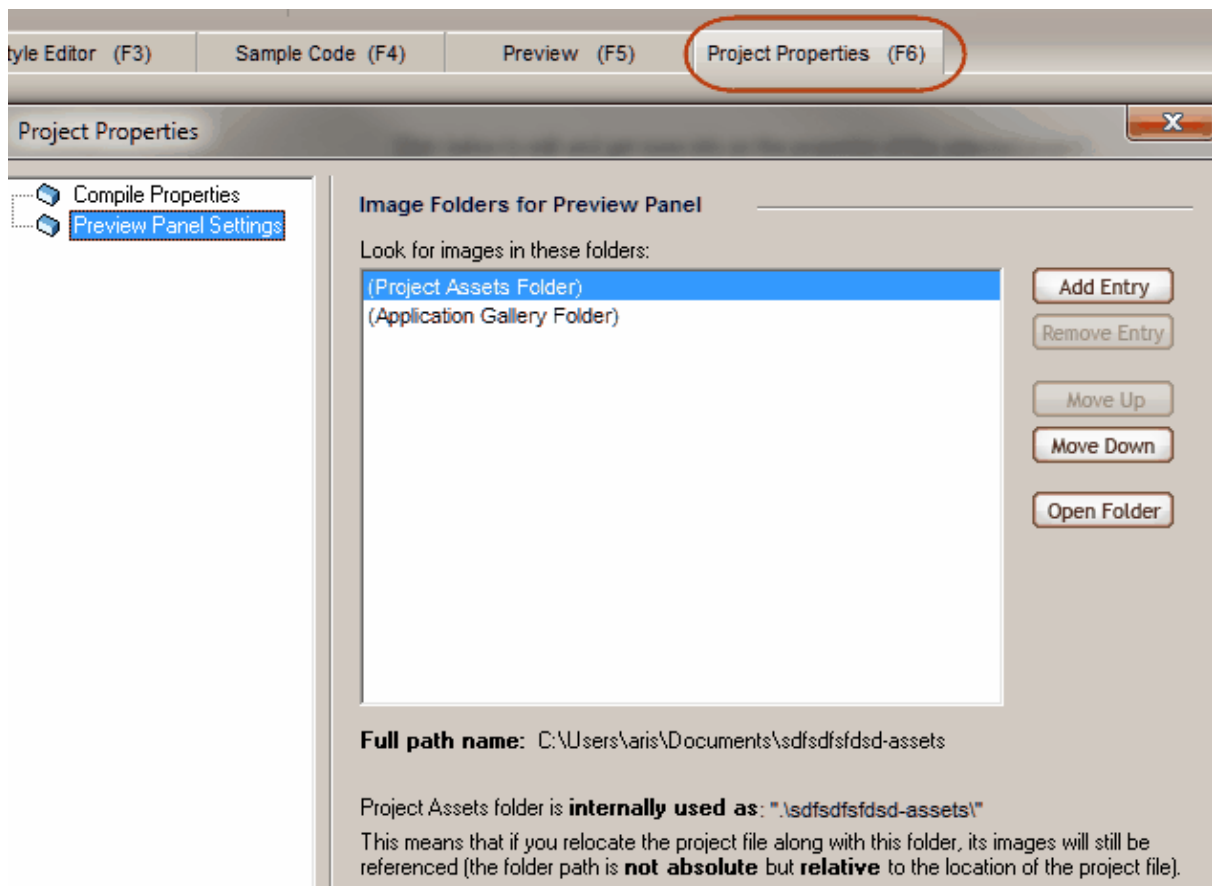 tyle Editor (F3) Sample Code (F4) Preview (F5) Project Properties (F6)
Project Properties
X
Compile Properties
Preview Panel Settings
Image Folders for Preview Panel
Look for images in these folders:
(Project Assets Folder)
(Application Gallery Folder)
Add Entry
Remove Entry
Move Up
Move Down
Open Folder
Full path name: C:\Users\aris\Documents\sdfsdfsfdsd-assets
Project Assets folder is internally used as: ".\sdfsdfsfdsd-assets\"
This means that if you relocate the project file along with this folder, its images will still be
referenced (the folder path is not absolute but relative to the location of the project file).